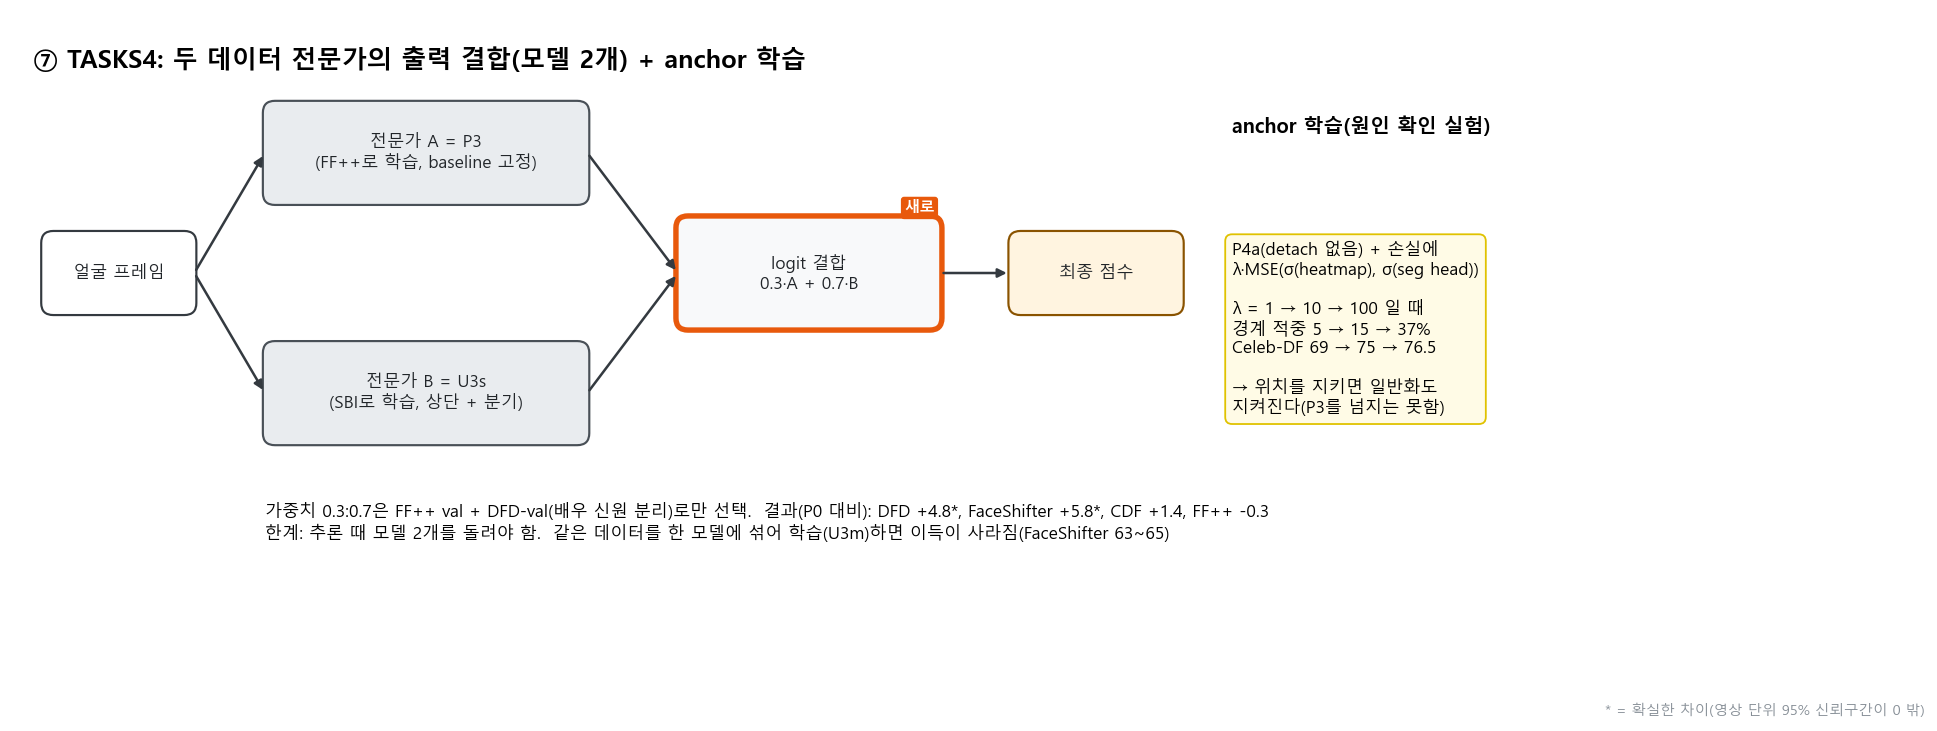 ⑦ TASKS4: 두 데이터 전문가의 출력 결합(모델 2개) + anchor 학습
전문가 A = P3
(FF++로 학습, baseline 고정)
얼굴 프레임
전문가 B = U3s
(SBI로 학습, 상단 + 분기)
새로
logit 결합
0.3·A + 0.7·B
최종 점수
anchor 학습(원인 확인 실험)
P4a(detach 없음) + 손실에
λ·MSE(σ(heatmap), σ(seg head))
λ = 1 → 10 → 100 일 때
경계 적중 5 → 15 → 37%
Celeb-DF 69 → 75 → 76.5
→ 위치를 지키면 일반화도
지켜진다(P3를 넘지는 못함)
가중치 0.3:0.7은 FF++ val + DFD-val(배우 신원 분리)로만 선택.  결과(P0 대비): DFD +4.8*, FaceShifter +5.8*, CDF +1.4, FF++ -0.3
한계: 추론 때 모델 2개를 돌려야 함.  같은 데이터를 한 모델에 섞어 학습(U3m)하면 이득이 사라짐(FaceShifter 63~65)
* = 확실한 차이(영상 단위 95% 신뢰구간이 0 밖)